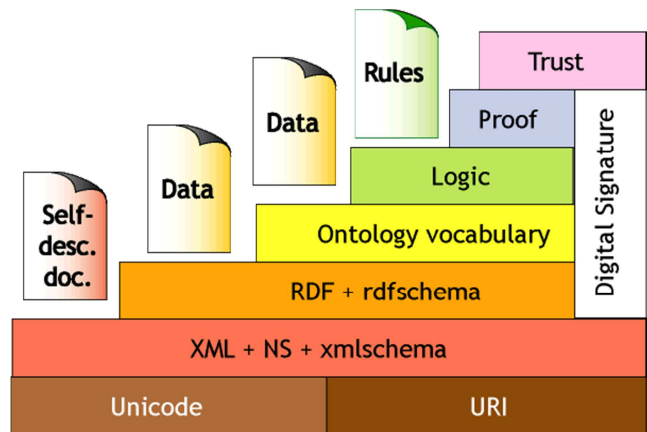 Trust
Rules
Proof
Data
Logic
Data
Self-
desc.
doc.
Ontology vocabulary
Digital Signature
RDF + rdfschema
XML + NS + xmlschema
Unicode
URI